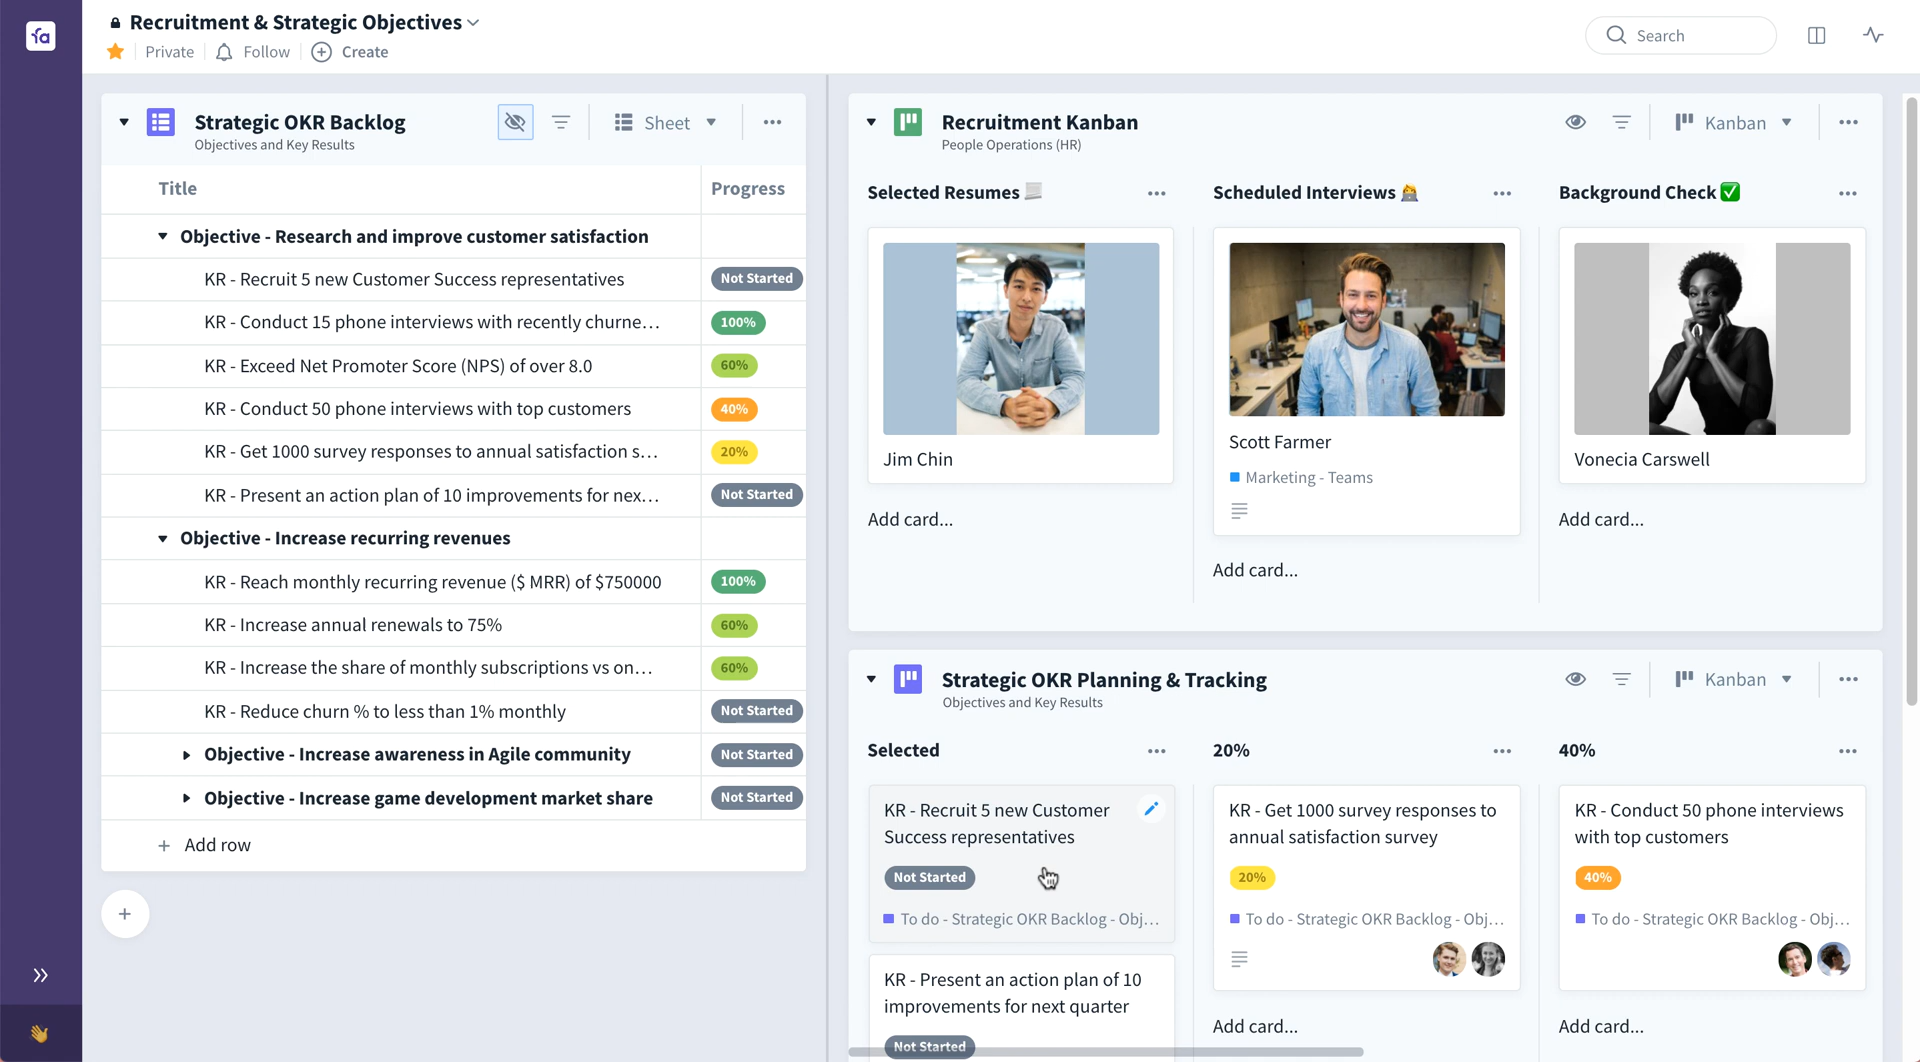 Recruitment & Strategic Objectives
Private
Follow
Create
Search
Strategic OKR Backlog
Objectives and Key Results
Sheet
Title
Progress
Objective - Research and improve customer satisfaction
KR - Recruit 5 new Customer Success representatives
Not Started
KR - Conduct 15 phone interviews with recently churne...
100%
KR - Exceed Net Promoter Score (NPS) of over 8.0
60%
KR - Conduct 50 phone interviews with top customers
40%
KR - Get 1000 survey responses to annual satisfaction s...
20%
KR - Present an action plan of 10 improvements for nex...
Not Started
Objective - Increase recurring revenues
KR - Reach monthly recurring revenue ($ MRR) of $750000
100%
KR - Increase annual renewals to 75%
60%
KR - Increase the share of monthly subscriptions vs on...
60%
KR - Reduce churn % to less than 1% monthly
Not Started
Objective - Increase awareness in Agile community
Not Started
Objective - Increase game development market share
Not Started
Add row
Recruitment Kanban
People Operations (HR)
Kanban
Selected Resumes
Jim Chin
Add card...
Scheduled Interviews
Scott Farmer
Marketing - Teams
Add card...
Background Check
Vonecia Carswell
Add card...
Strategic OKR Planning & Tracking
Objectives and Key Results
Kanban
Selected
KR - Recruit 5 new Customer
Success representatives
Not Started
To do - Strategic OKR Backlog - Obj...
KR - Present an action plan of 10
improvements for next quarter
Not Started
20%
KR - Get 1000 survey responses to
annual satisfaction survey
20%
To do - Strategic OKR Backlog - Obj...
Add card...
40%
KR - Conduct 50 phone interviews
with top customers
40%
To do - Strategic OKR Backlog - Obj...
Add card...